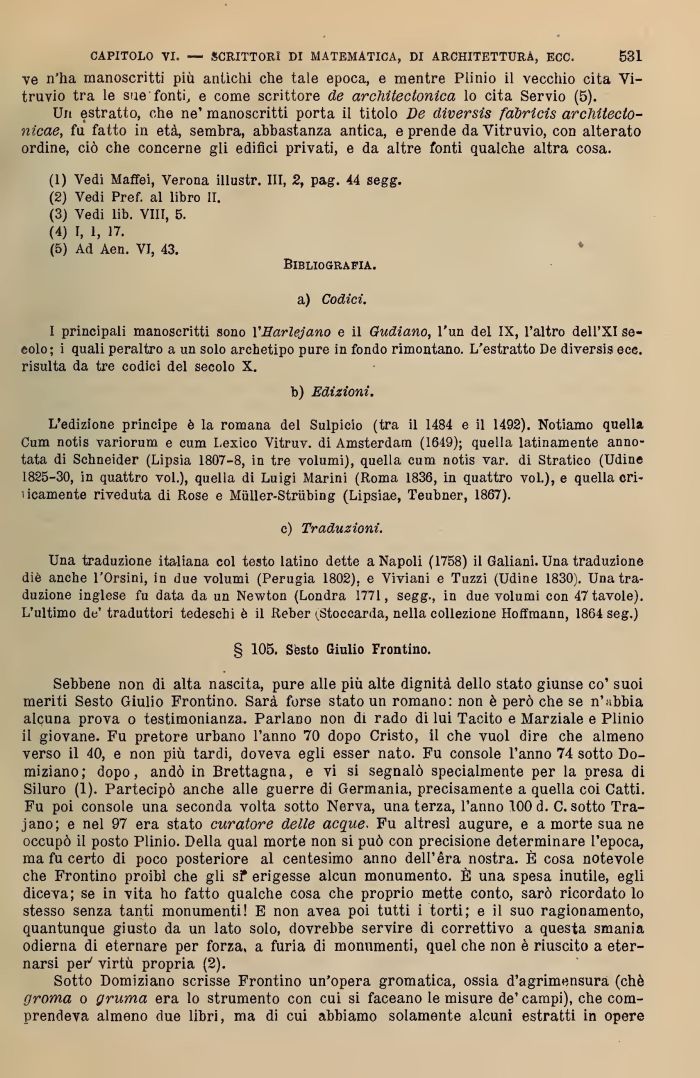 CAPITOLO VI. — SCRITTORI DI MATEMATICA, DI ARCHITETTURA, ECC. 531
ve n'ha manoscritti più antichi che tale epoca, e mentre Plinio il vecchio cita Vi-
truvio tra le sue fonti, e come scrittore de architectonica lo cita Servio (5).
Un estratto, che ne' manoscritti porta il titolo De diversis fabricis architecto-
nicae, fu fatto in età, sembra, abbastanza antica, e prende da Vitruvio, con alterato
ordine, ciò che concerne gli edifici privati, e da altre fonti qualche altra cosa.
(1) Vedi Maffei, Verona illustr. III, 2, pag. 44 segg.
(2) Vedi Pref. al libro II.
(3) Vedi lib. VIII, 5.
(4) I, 1, 17.
(5) Ad Aen. VI, 43.
BIBLIOGRAFIA.
a) Codici.
I principali manoscritti sono l'Harlejano e il Gudiano, l'un del IX, l'altro dell'XI se-
colo; i quali peraltro a un solo archetipo pure in fondo rimontano. L'estratto De diversis ecc.
risulta da tre codici del secolo X.
b) Edizioni.
L'edizione principe è la romana del Sulpicio (tra il 1484 e il 1492). Notiamo quella
Cum notis variorum e cum Lexico Vitruv. di Amsterdam (1649); quella latinamente anno-
tata di Schneider (Lipsia 1807-8, in tre volumi), quella cum notis var. di Stratico (Udine
1825-30, in quattro vol.), quella di Luigi Marini (Roma 1836, in quattro vol.), e quella cri-
ticamente riveduta di Rose e Müller-Strübing (Lipsiae, Teubner, 1867).
c) Traduzioni.
Una traduzione italiana col testo latino dette a Napoli (1758) il Galiani. Una traduzione
diè anche l'Orsini, in due volumi (Perugia 1802), e Viviani e Tuzzi (Udine 1830). Una tra-
duzione inglese fu data da un Newton (Londra 1771, segg., in due volumi con 47 tavole).
L'ultimo de' traduttori tedeschi è il Reber (Stoccarda, nella collezione Hoffmann, 1864 seg.)
§ 105. Sesto Giulio Frontino.
Sebbene non di alta nascita, pure alle più alte dignità dello stato giunse co' suoi
meriti Sesto Giulio Frontino. Sarà forse stato un romano: non è però che se n'abbia
alcuna prova o testimonianza. Parlano non di rado di lui Tacito e Marziale e Plinio
il giovane. Fu pretore urbano l'anno 70 dopo Cristo, il che vuol dire che almeno
verso il 40, e non più tardi, doveva egli esser nato. Fu console l'anno 74 sotto Do-
miziano; dopo, andò in Brettagna, e vi si segnalò specialmente per la presa di
Siluro (1). Partecipò anche alle guerre di Germania, precisamente a quella coi Catti.
Fu poi console una seconda volta sotto Nerva, una terza, l'anno 100 d. C. sotto Tra-
jano; e nel 97 era stato curatore delle acque. Fu altresì augure, e a morte sua ne
occupò il posto Plinio. Della qual morte non si può con precisione determinare l'epoca,
ma fu certo di poco posteriore al centesimo anno dell'êra nostra. È cosa notevole
che Frontino proibì che gli si erigesse alcun monumento. È una spesa inutile, egli
diceva; se in vita ho fatto qualche cosa che proprio mette conto, sarò ricordato lo
stesso senza tanti monumenti! E non avea poi tutti i torti; e il suo ragionamento,
quantunque giusto da un lato solo, dovrebbe servire di correttivo a questa smania
odierna di eternare per forza, a furia di monumenti, quel che non è riuscito a eter-
narsi per virtù propria (2).
Sotto Domiziano scrisse Frontino un'opera gromatica, ossia d'agrimensura (chè
groma o gruma era lo strumento con cui si faceano le misure de' campi), che com-
prendeva almeno due libri, ma di cui abbiamo solamente alcuni estratti in opere